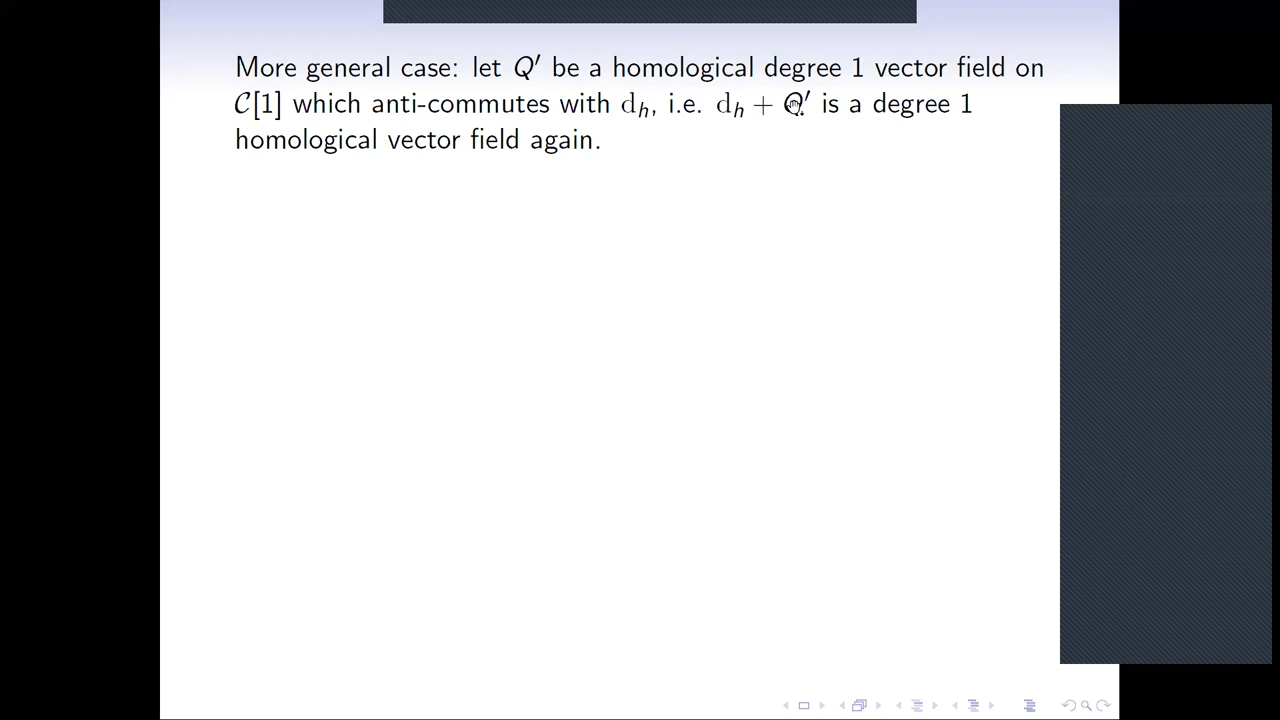 More general case: let Q′ be a homological degree 1 vector field on
𝒞[1] which anti-commutes with d_h, i.e. d_h + Q′ is a degree 1
homological vector field again.